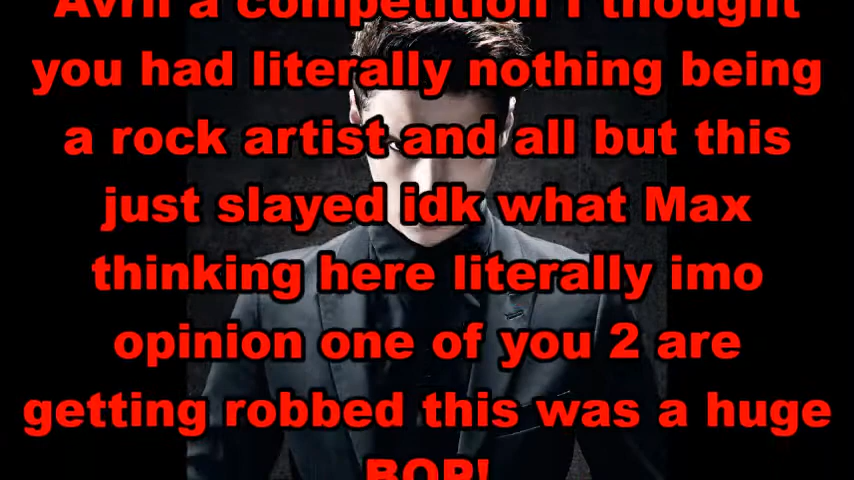 Avril a competition I thought
you had literally nothing being
a rock artist and all but this
just slayed idk what Max
thinking here literally imo
opinion one of you 2 are
getting robbed this was a huge
BOP!